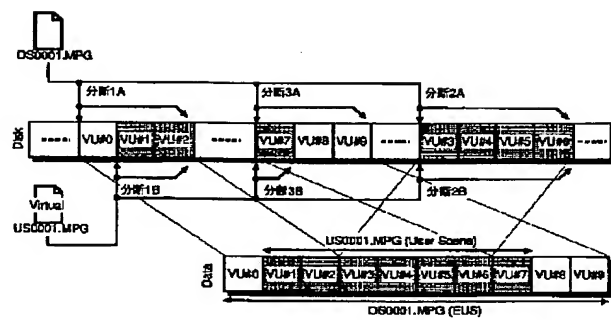 DS0001.MPG
分断1A
分断3A
分断2A
Disk
VU#0
VU#1
VU#2
VU#7
VU#8
VU#9
VU#3
VU#4
VU#5
VU#6
分断1B
分断3B
分断2B
Virtual
US0001.MPG
US0001.MPG (User Scene)
Data
VU#0
VU#1
VU#2
VU#3
VU#4
VU#5
VU#6
VU#7
VU#8
VU#9
DS0001.MPG (EUS)